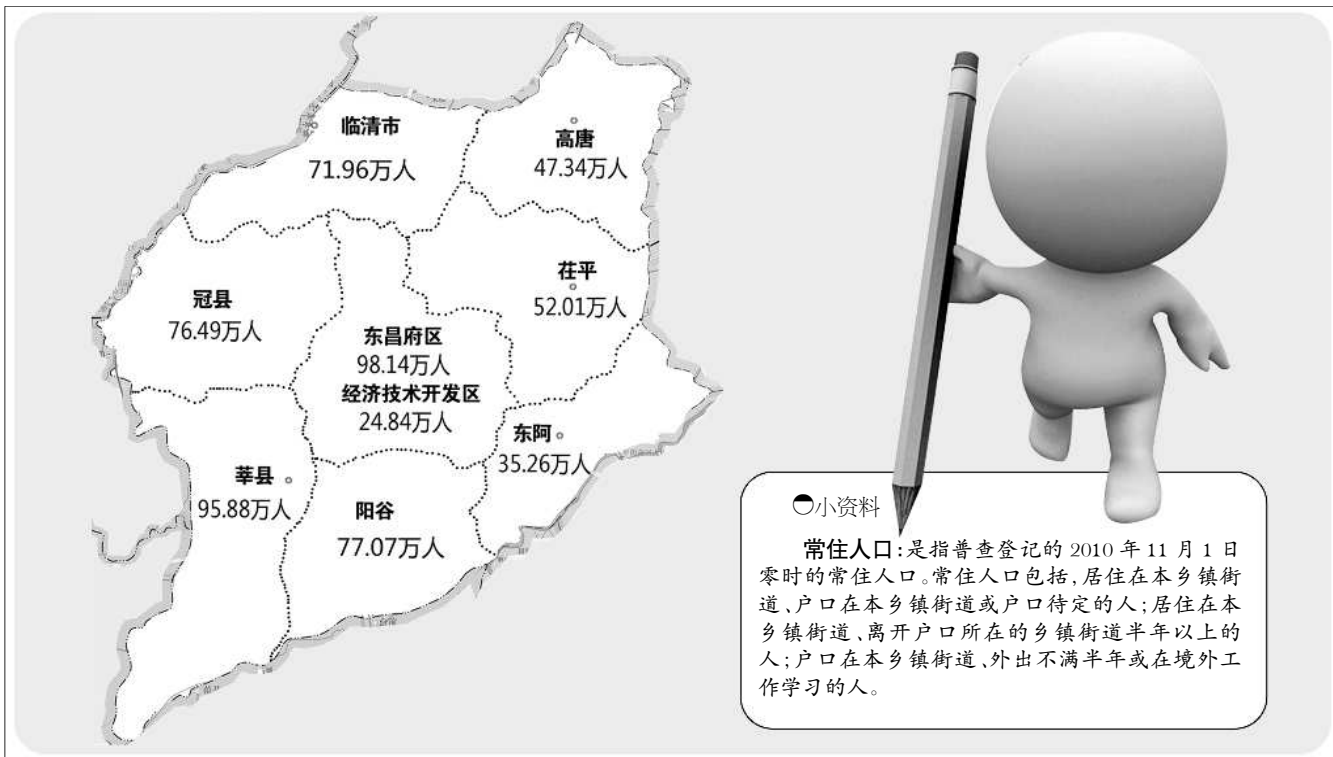 临清市
71.96万人
高唐
47.34万人
茌平
52.01万人
冠县
76.49万人
东昌府区
98.14万人
经济技术开发区
24.84万人
东阿
35.26万人
莘县
95.88万人
阳谷
77.07万人
小资料
常住人口:是指普查登记的 2010 年 11 月 1 日
零时的常住人口。常住人口包括,居住在本乡镇街
道、户口在本乡镇街道或户口待定的人;居住在本
乡镇街道、离开户口所在的乡镇街道半年以上的
人;户口在本乡镇街道、外出不满半年或在境外工
作学习的人。